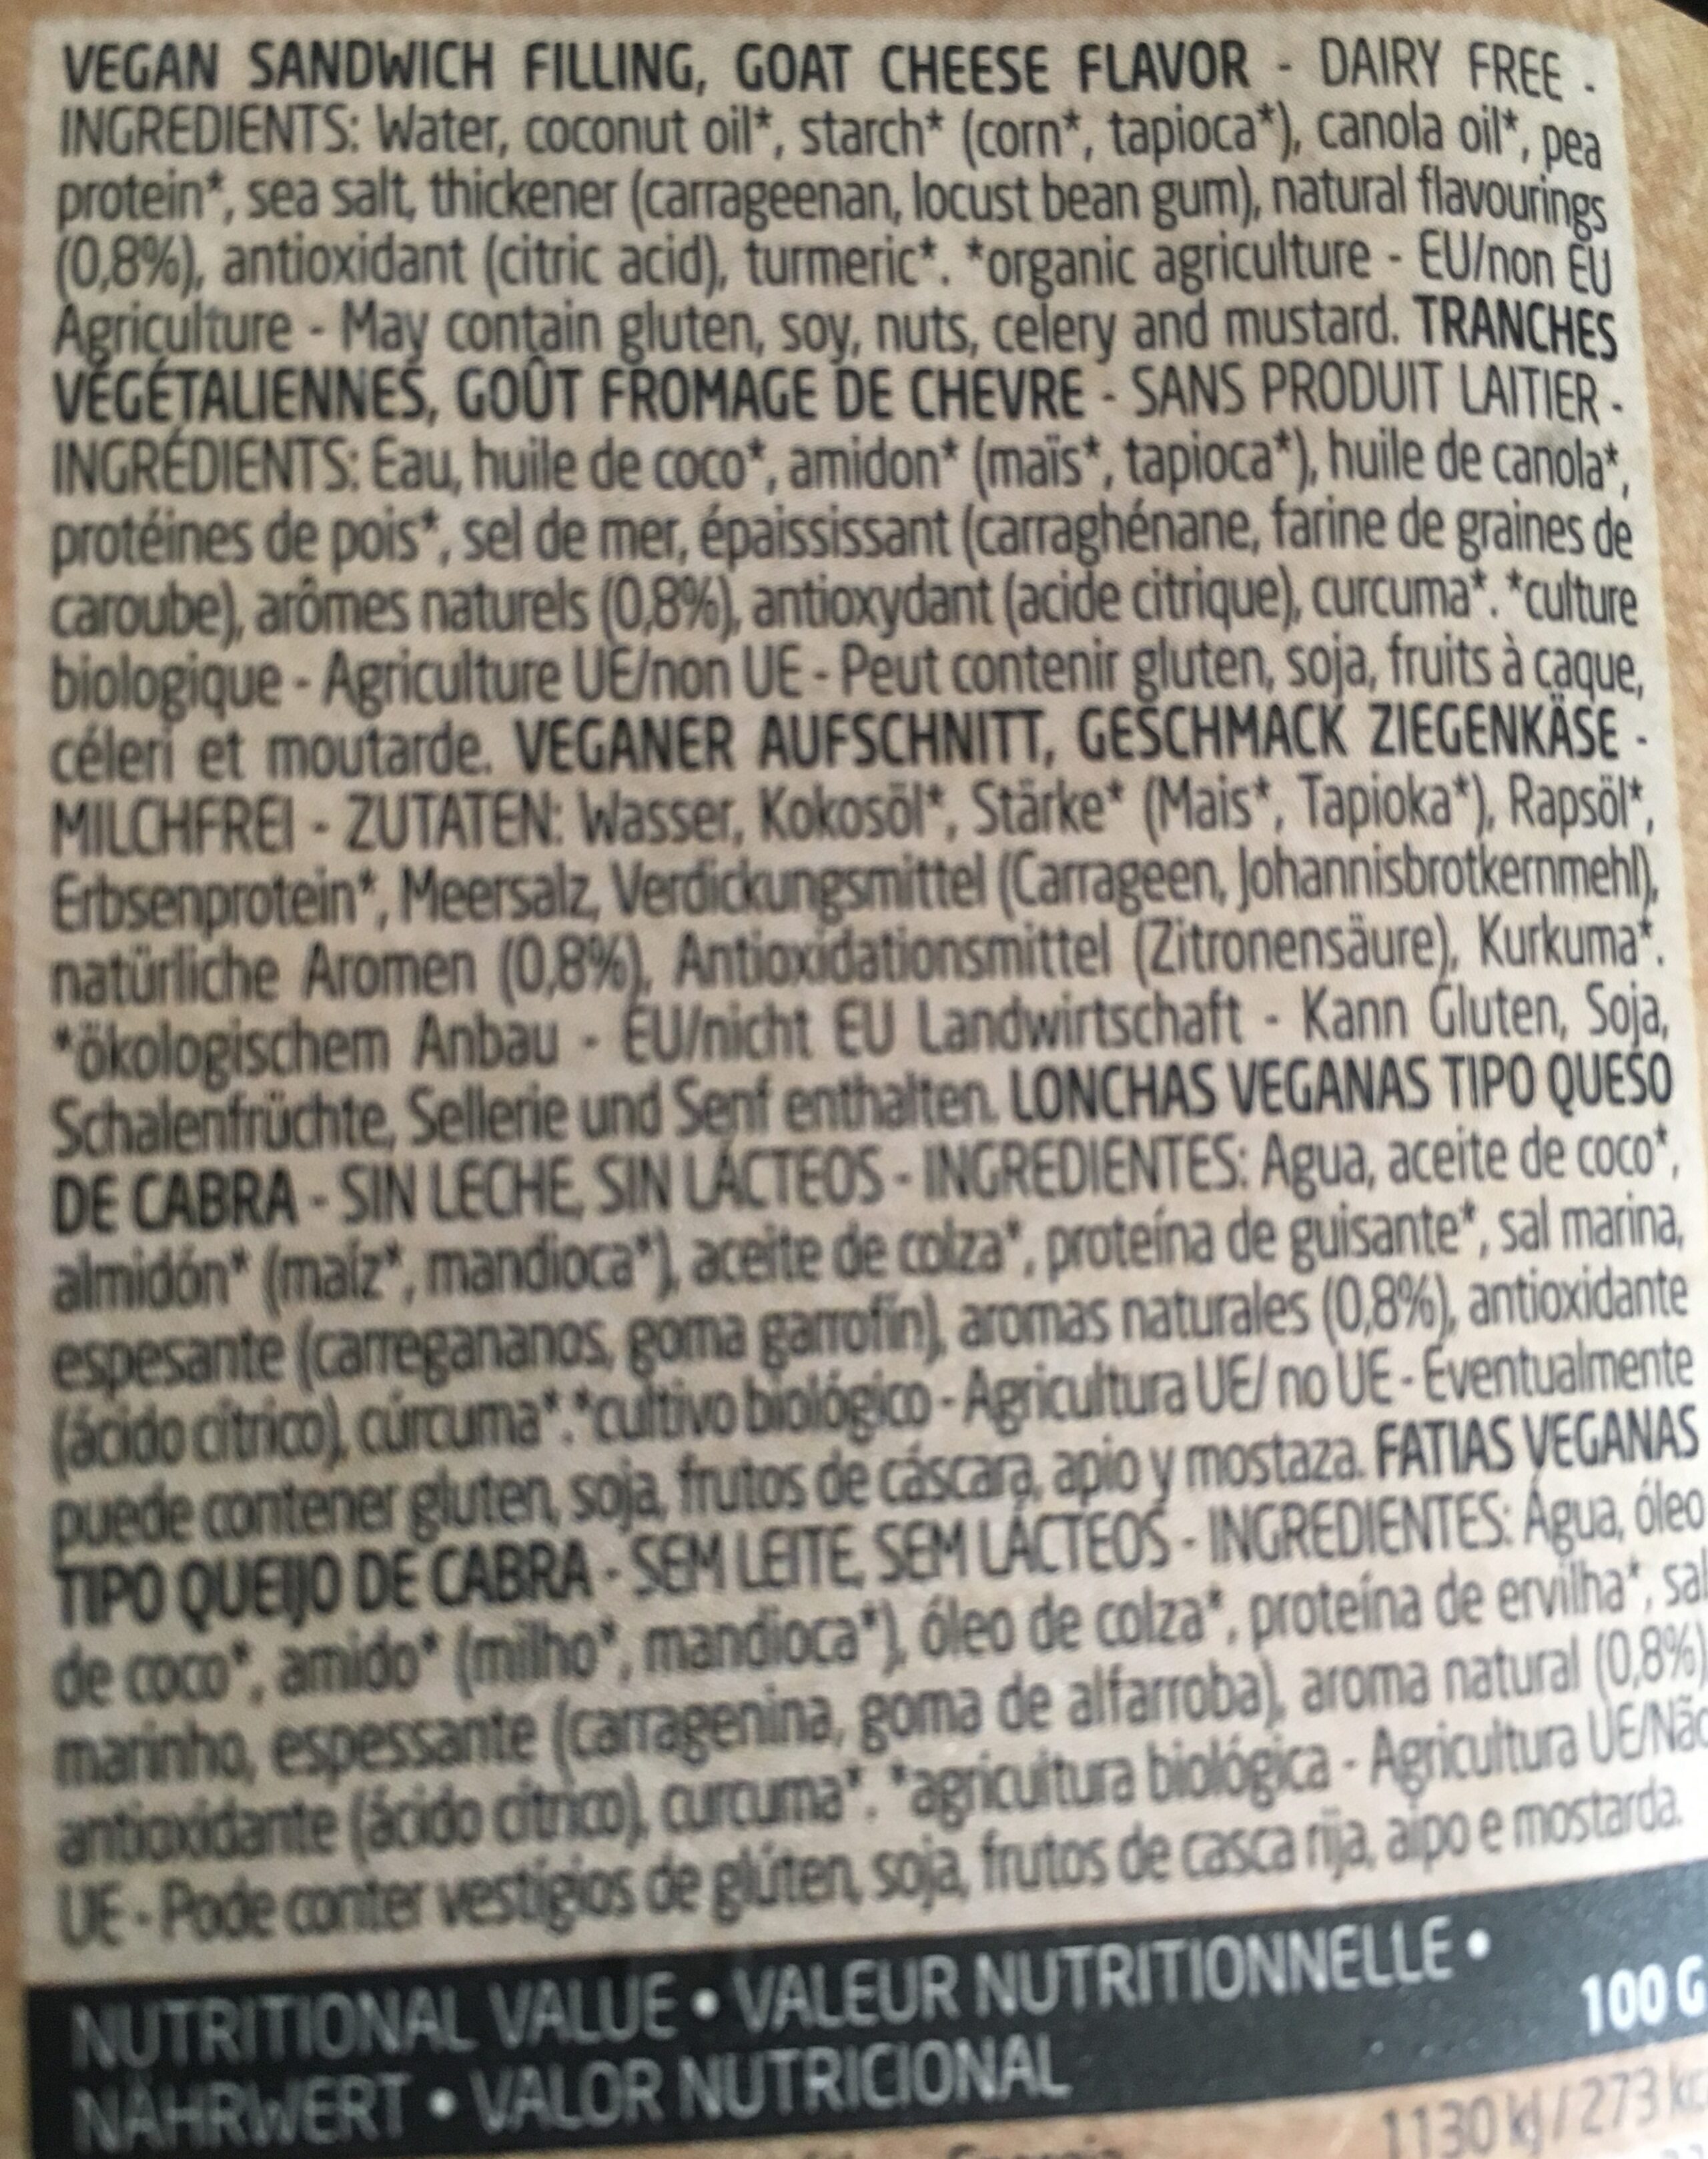 VEGAN SANDWICH FILLING, GOAT CHEESE FLAVOR - DAIRY FREE -
INGREDIENTS: Water, coconut oil*, starch* (corn*, tapioca*), canola oil*, pea
protein*, sea salt, thickener (carrageenan, locust bean gum), natural flavourings
(0,8%), antioxidant (citric acid), turmeric*. *organic agriculture - EU/non EU
Agriculture - May contain gluten, soy, nuts, celery and mustard. TRANCHES
VÉGÉTALIENNES, GOÛT FROMAGE DE CHEVRE - SANS PRODUIT LAITIER -
INGRÉDIENTS: Eau, huile de coco*, amidon* (maïs*, tapioca*), huile de canola*,
protéines de pois*, sel de mer, épaississant (carraghénane, farine de graines de
caroube), arômes naturels (0,8%), antioxydant (acide citrique), curcuma*. *culture
biologique - Agriculture UE/non UE - Peut contenir gluten, soja, fruits à caque,
céleri et moutarde. VEGANER AUFSCHNITT, GESCHMACK ZIEGENKÄSE -
MILCHFREI - ZUTATEN: Wasser, Kokosöl*, Stärke* (Mais*, Tapioka*), Rapsöl*,
Erbsenprotein*, Meersalz, Verdickungsmittel (Carrageen, Johannisbrotkernmehl),
natürliche Aromen (0,8%), Antioxidationsmittel (Zitronensäure), Kurkuma*.
*ökologischem Anbau - EU/nicht EU Landwirtschaft - Kann Gluten, Soja,
Schalenfrüchte, Sellerie und Senf enthalten. LONCHAS VEGANAS TIPO QUESO
DE CABRA - SIN LECHE, SIN LÁCTEOS - INGREDIENTES: Agua, aceite de coco*,
almidón* (maíz*, mandioca*), aceite de colza*, proteína de guisante*, sal marina,
espesante (carregananos, goma garrofín), aromas naturales (0,8%), antioxidante
(ácido cítrico), cúrcuma*.*cultivo biológico - Agricultura UE/ no UE - Eventualmente
puede contener gluten, soja, frutos de cáscara, apio y mostaza. FATIAS VEGANAS
TIPO QUEIJO DE CABRA - SEM LEITE, SEM LÁCTEOS - INGREDIENTES: Água, óleo
de coco*, amido* (milho*, mandioca*), óleo de colza*, proteína de ervilha*, sal
marinho, espessante (carragenina, goma de alfarroba), aroma natural (0,8%)
antioxidante (ácido cítrico), curcuma*. *agricultura biológica - Agricultura UE/Não
UE - Pode conter vestígios de glúten, soja, frutos de casca rija, aipo e mostarda.
NUTRITIONAL VALUE • VALEUR NUTRITIONNELLE •
NÄHRWERT • VALOR NUTRICIONAL
100 G
1130 kJ / 273